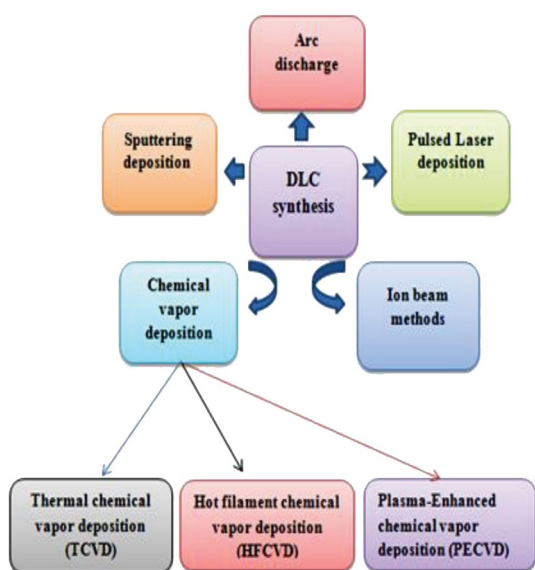 Arc
discharge
Sputtering
deposition
DLC
synthesis
Pulsed Laser
deposition
Chemical
vapor
deposition
Ion beam
methods
Thermal chemical
vapor deposition
(TCVD)
Hot filament chemical
vapor deposition
(HFCVD)
Plasma-Enhanced
chemical vapor
deposition (PECVD)